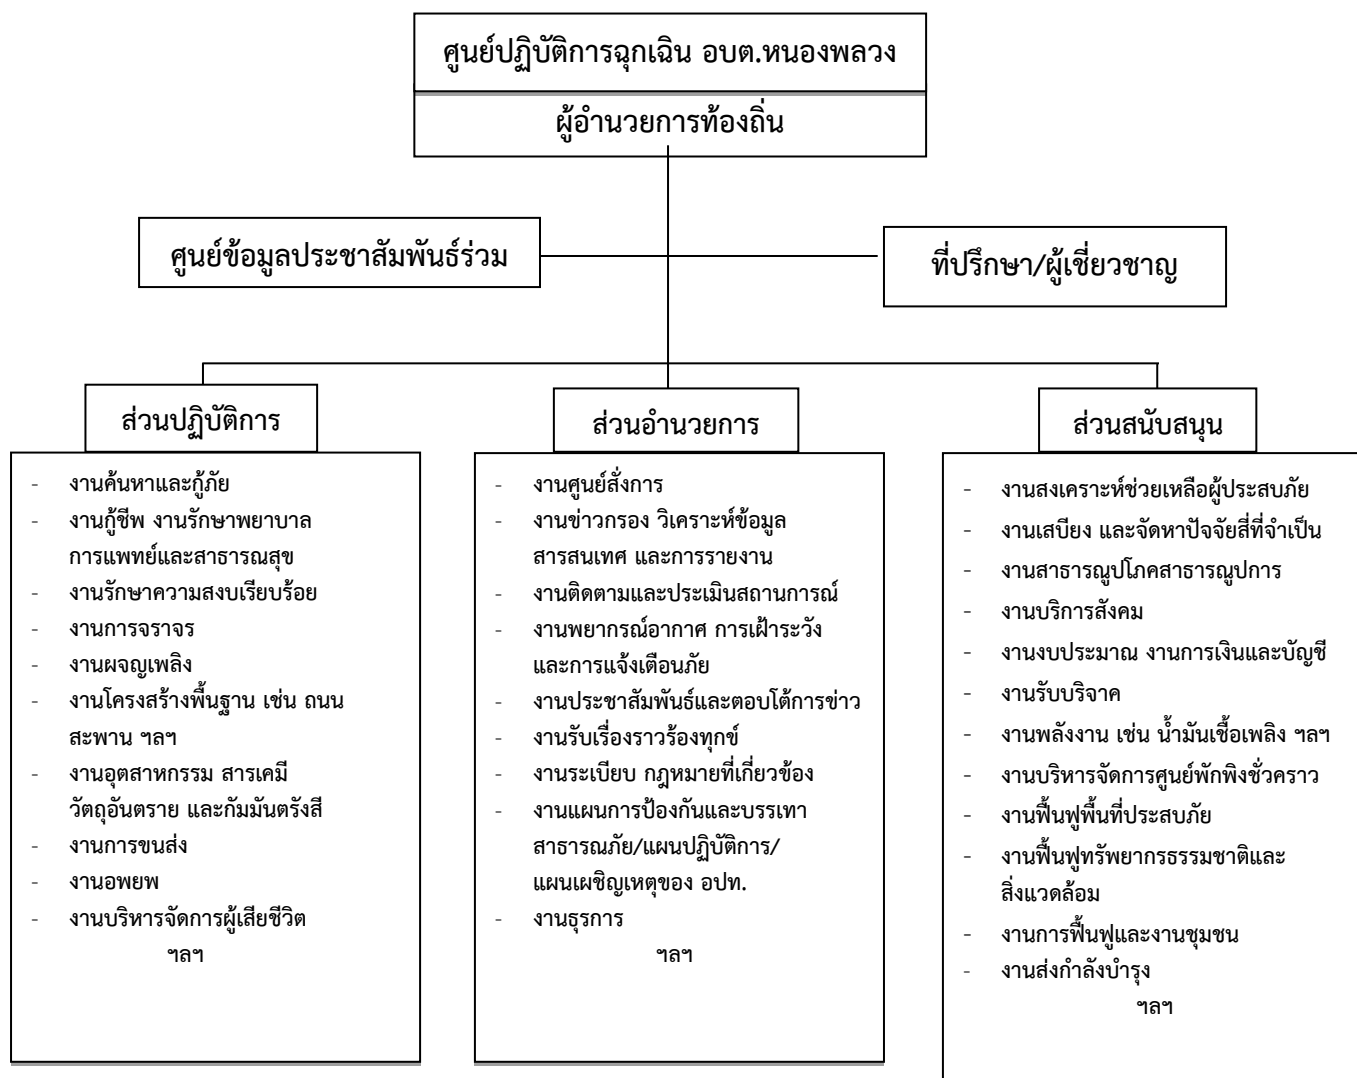 ศูนย์ปฏิบัติการฉุกเฉิน อบต.หนองพลวง
ผู้อำนวยการท้องถิ่น
ศูนย์ข้อมูลประชาสัมพันธ์ร่วม
ที่ปรึกษา/ผู้เชี่ยวชาญ
ส่วนปฏิบัติการ
- งานค้นหาและกู้ภัย
- งานกู้ชีพ งานรักษาพยาบาล
การแพทย์และสาธารณสุข
- งานรักษาความสงบเรียบร้อย
- งานการจราจร
- งานผจญเพลิง
- งานโครงสร้างพื้นฐาน เช่น ถนน
สะพาน ฯลฯ
- งานอุตสาหกรรม สารเคมี
วัตถุอันตราย และกัมมันตรังสี
- งานการขนส่ง
- งานอพยพ
- งานบริหารจัดการผู้เสียชีวิต
ฯลฯ
ส่วนอำนวยการ
- งานศูนย์สั่งการ
- งานข่าวกรอง วิเคราะห์ข้อมูล
สารสนเทศ และการรายงาน
- งานติดตามและประเมินสถานการณ์
- งานพยากรณ์อากาศ การเฝ้าระวัง
และการแจ้งเตือนภัย
- งานประชาสัมพันธ์และตอบโต้การข่าว
- งานรับเรื่องราวร้องทุกข์
- งานระเบียบ กฎหมายที่เกี่ยวข้อง
- งานแผนการป้องกันและบรรเทา
สาธารณภัย/แผนปฏิบัติการ/
แผนเผชิญเหตุของ อปท.
- งานธุรการ
ฯลฯ
ส่วนสนับสนุน
- งานสงเคราะห์ช่วยเหลือผู้ประสบภัย
- งานเสบียง และจัดหาปัจจัยสี่ที่จำเป็น
- งานสาธารณูปโภคสาธารณูปการ
- งานบริการสังคม
- งานงบประมาณ งานการเงินและบัญชี
- งานรับบริจาค
- งานพลังงาน เช่น น้ำมันเชื้อเพลิง ฯลฯ
- งานบริหารจัดการศูนย์พักพิงชั่วคราว
- งานฟื้นฟูพื้นที่ประสบภัย
- งานฟื้นฟูทรัพยากรธรรมชาติและ
สิ่งแวดล้อม
- งานการฟื้นฟูและงานชุมชน
- งานส่งกำลังบำรุง
ฯลฯ